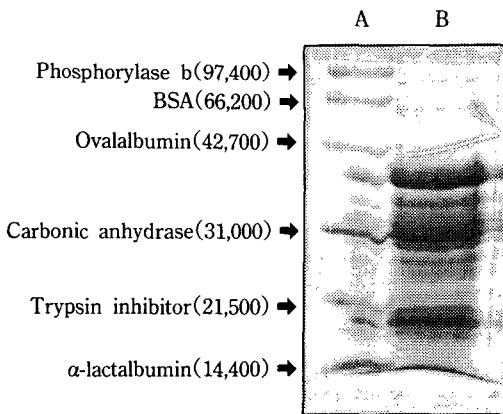 A B
Phosphorylase b(97,400) ➡
BSA(66,200) ➡
Ovalalbumin(42,700) ➡
Carbonic anhydrase(31,000) ➡
Trypsin inhibitor(21,500) ➡
α-lactalbumin(14,400) ➡